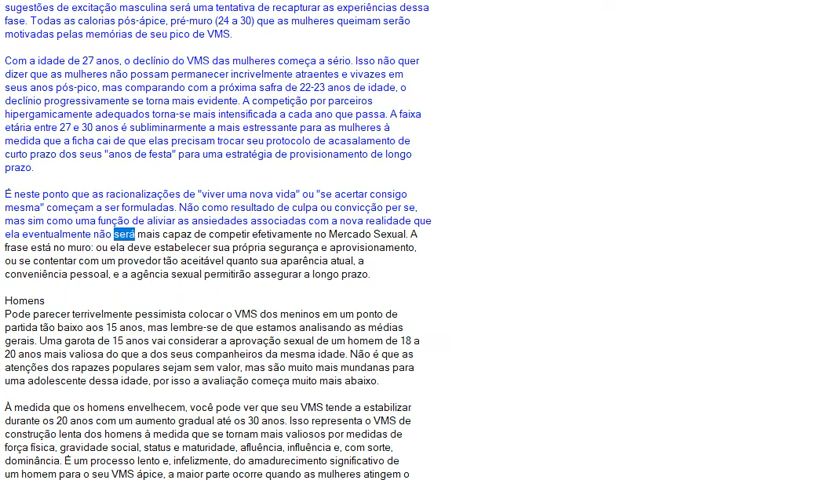 sugestões de excitação masculina será uma tentativa de recapturar as experiências dessa
fase. Todas as calorias pós-ápice, pré-muro (24 a 30) que as mulheres queimam serão
motivadas pelas memórias de seu pico de VMS.
Com a idade de 27 anos, o declínio do VMS das mulheres começa a sério. Isso não quer
dizer que as mulheres não possam permanecer incrivelmente atraentes e vivazes em
seus anos pós-pico, mas comparando com a próxima safra de 22-23 anos de idade, o
declínio progressivamente se torna mais evidente. A competição por parceiros
hipergamicamente adequados torna-se mais intensificada a cada ano que passa. A faixa
etária entre 27 e 30 anos é subliminarmente a mais estressante para as mulheres à
medida que a ficha cai de que elas precisam trocar seu protocolo de acasalamento de
curto prazo dos seus "anos de festa" para uma estratégia de provisionamento de longo
prazo.
É neste ponto que as racionalizações de "viver uma nova vida" ou "se acertar consigo
mesma" começam a ser formuladas. Não como resultado de culpa ou convicção per se,
mas sim como uma função de aliviar as ansiedades associadas com a nova realidade que
ela eventualmente não será mais capaz de competir efetivamente no Mercado Sexual. A
frase está no muro: ou ela deve estabelecer sua própria segurança e aprovisionamento,
ou se contentar com um provedor tão aceitável quanto sua aparência atual, a
conveniência pessoal, e a agência sexual permitirão assegurar a longo prazo.
Homens
Pode parecer terrivelmente pessimista colocar o VMS dos meninos em um ponto de
partida tão baixo aos 15 anos, mas lembre-se de que estamos analisando as médias
gerais. Uma garota de 15 anos vai considerar a aprovação sexual de um homem de 18 a
20 anos mais valiosa do que a dos seus companheiros da mesma idade. Não é que as
atenções dos rapazes populares sejam sem valor, mas são muito mais mundanas para
uma adolescente dessa idade, por isso a avaliação começa muito mais abaixo.
À medida que os homens envelhecem, você pode ver que seu VMS tende a estabilizar
durante os 20 anos com um aumento gradual até os 30 anos. Isso representa o VMS de
construção lenta dos homens à medida que se tornam mais valiosos por medidas de
força física, gravidade social, status e maturidade, afluência, influência e, com sorte,
dominância. É um processo lento e, infelizmente, do amadurecimento significativo de
um homem para o seu VMS ápice, a maior parte ocorre quando as mulheres atingem o